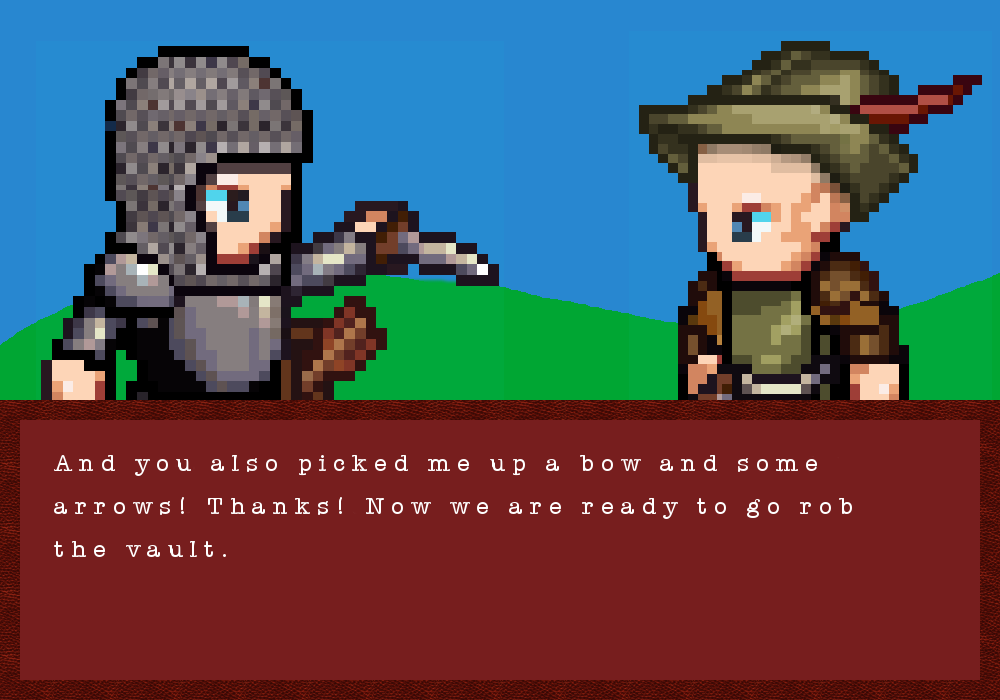 And you also picked me up a bow and some
arrows! Thanks! Now we are ready to go rob
the vault.